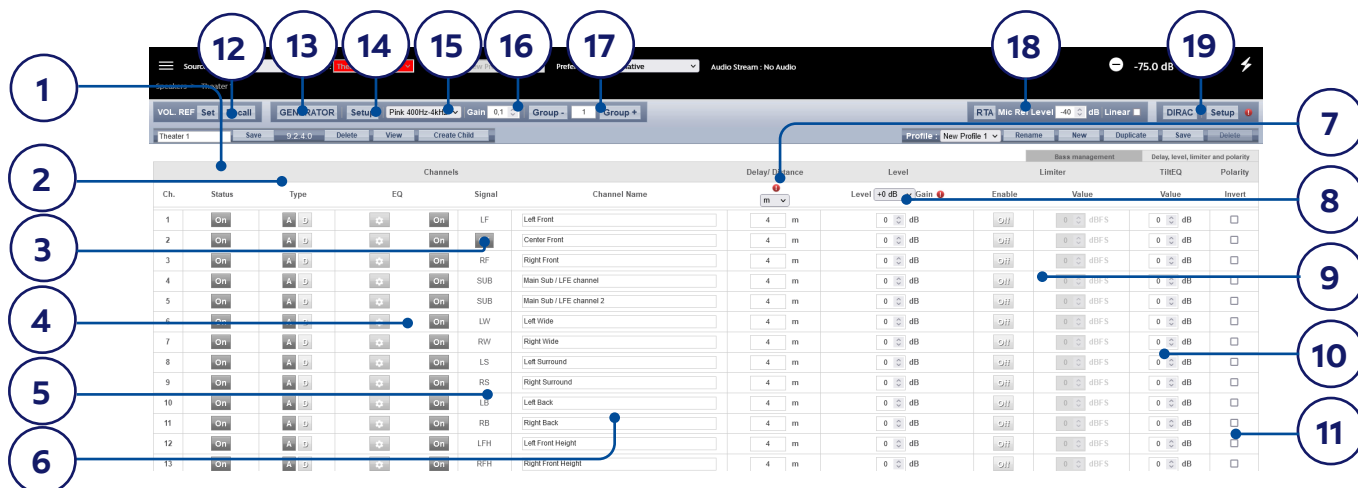 12 13 14 15 16 17 18 19
Audio Stream : No Audio -75.0 dB
1
Speakers > Theater
VOL. REF Set GENERATOR Setup Pink 400Hz-4kHz Gain 0,1 Group - 1 Group + RTA Mic Ref Level -40 dB Linear DIRAC Setup
Theater 1 Save 9.2.4.0 Delete View Create Child Profile : New Profile 1 Rename New Duplicate Save Delete
7
Bass management Delay, level, limiter and polarity
2
Channels Delay/ Distance Level Limiter TiltEQ Polarity
Ch. Status Type EQ Signal Channel Name m Level +0 dB Gain Enable Value Value Invert
8
1 On A D On LF Left Front 4 m 0 dB Off 0 dBFS 0 dB
3
2 On A D On Center Front 4 m 0 dB Off 0 dBFS 0 dB
3 On A D On RF Right Front 4 m 0 dB Off 0 dBFS 0 dB
9
4 On A D On SUB Main Sub / LFE channel 4 m 0 dB Off 0 dBFS 0 dB
5 On A D On SUB Main Sub / LFE channel 2 4 m 0 dB Off 0 dBFS 0 dB
4
6 On A D On LW Left Wide 4 m 0 dB Off 0 dBFS 0 dB
7 On A D On RW Right Wide 4 m 0 dB Off 0 dBFS 0 dB
10
8 On A D On LS Left Surround 4 m 0 dB Off 0 dBFS 0 dB
5
9 On A D On RS Right Surround 4 m 0 dB Off 0 dBFS 0 dB
10 On A D On LB Left Back 4 m 0 dB Off 0 dBFS 0 dB
11 On A D On RB Right Back 4 m 0 dB Off 0 dBFS 0 dB
11
12 On A D On LFH Left Front Height 4 m 0 dB Off 0 dBFS 0 dB
6
13 On A D On RFH Right Front Height 4 m 0 dB Off 0 dBFS 0 dB